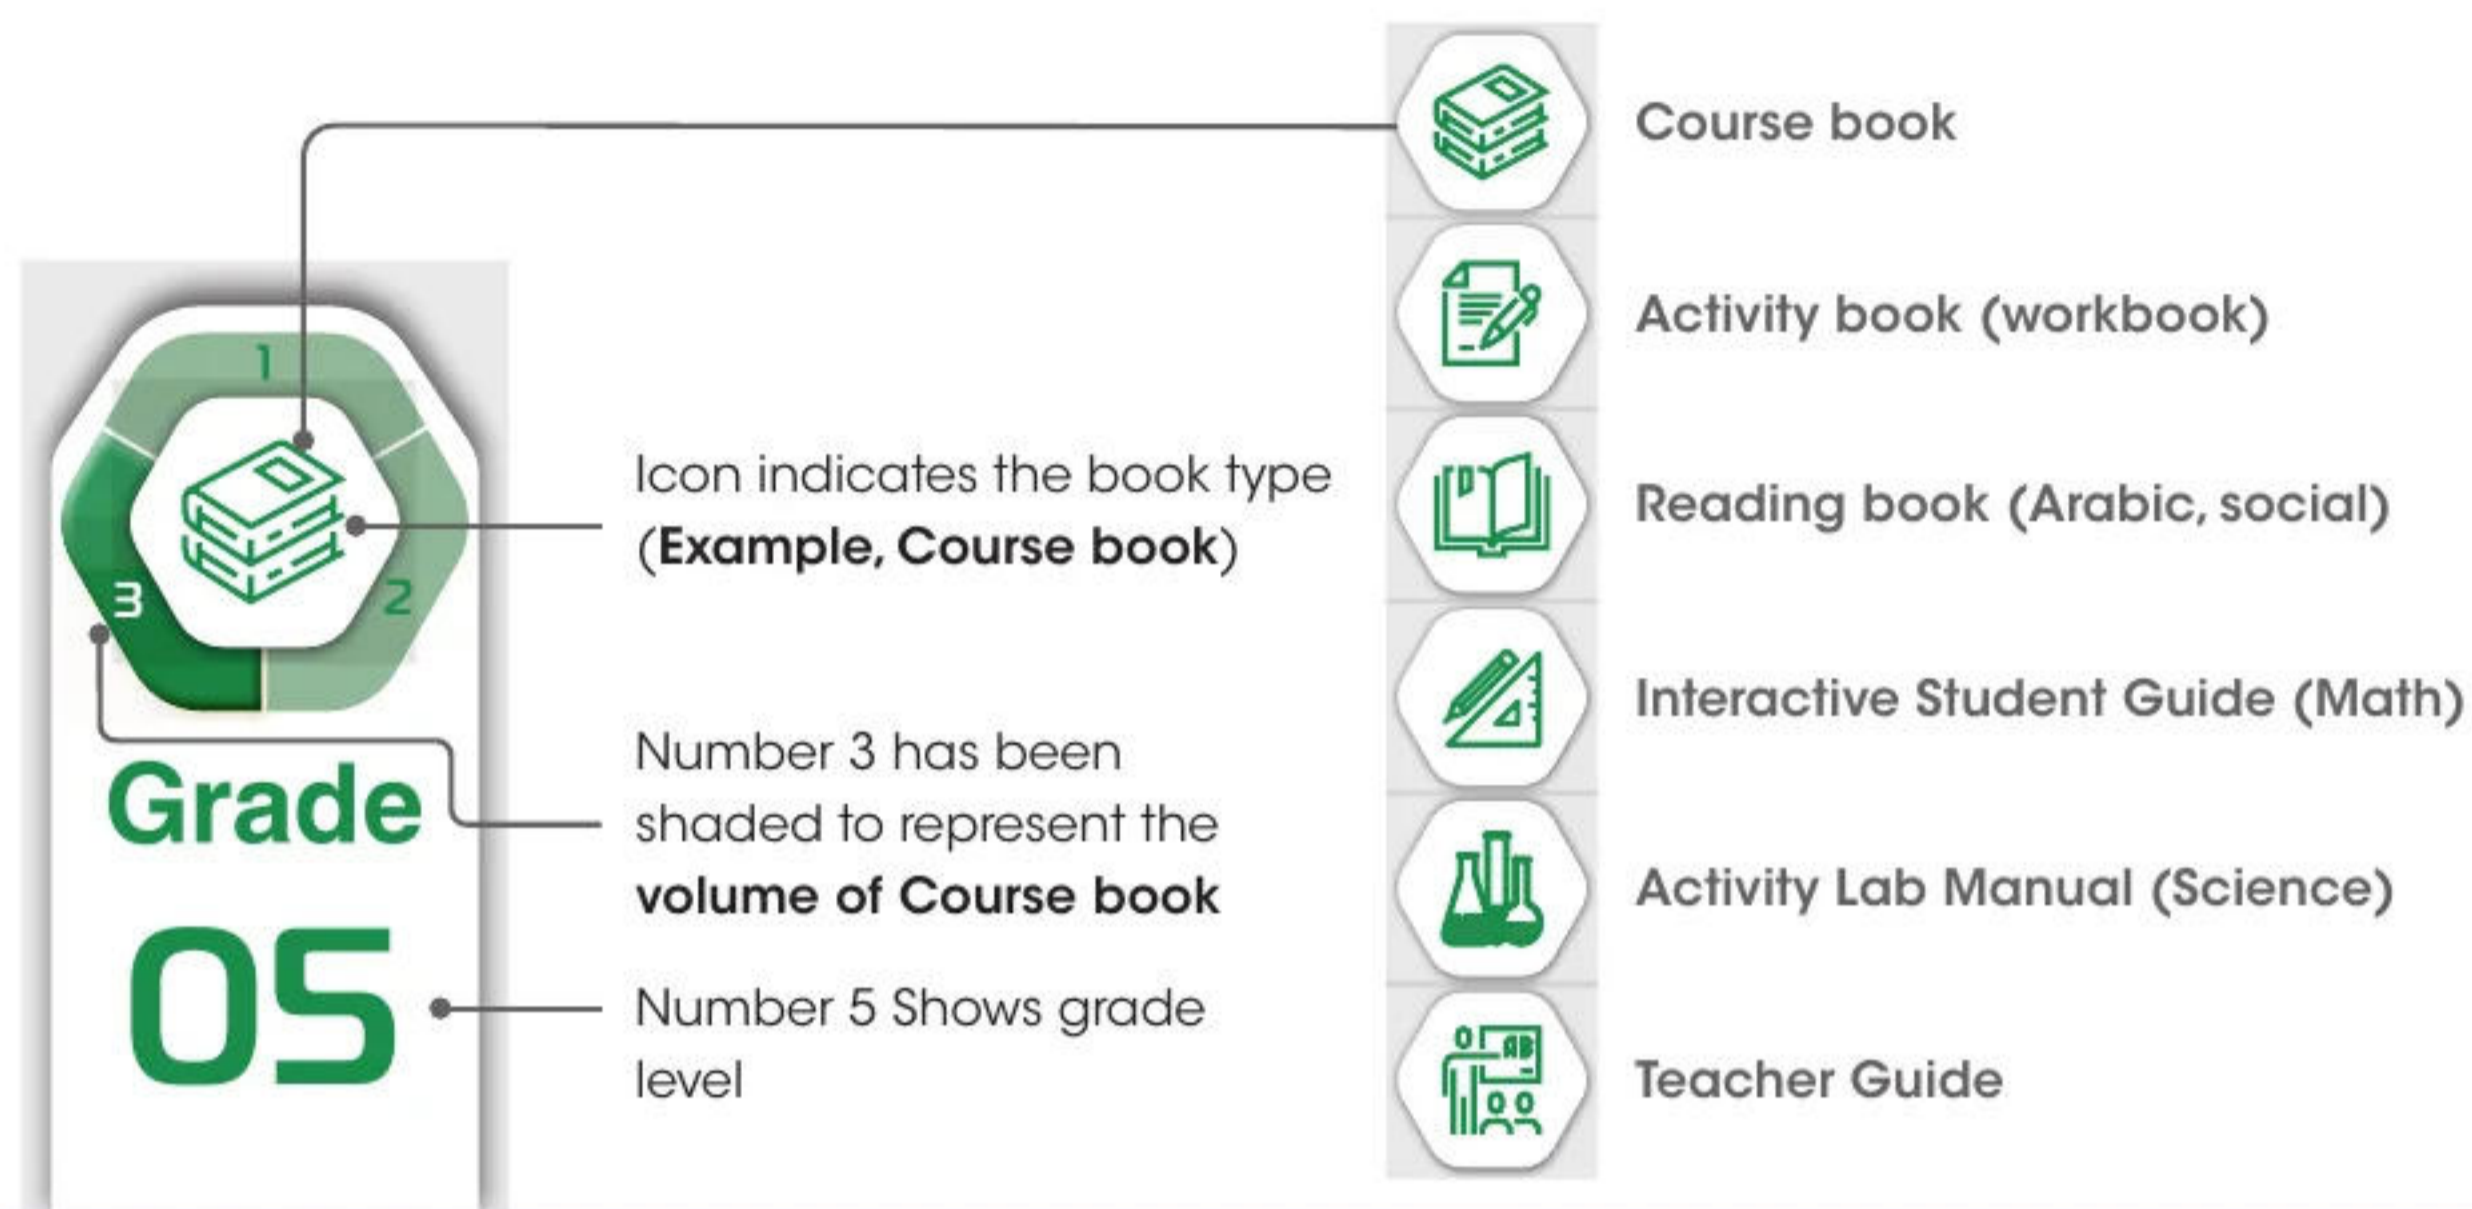 1
3
2
Grade
05
Icon indicates the book type
(Example, Course book)
Number 3 has been
shaded to represent the
volume of Course book
Number 5 Shows grade
level
Course book
Activity book (workbook)
Reading book (Arabic, social)
Interactive Student Guide (Math)
Activity Lab Manual (Science)
AB
Teacher Guide